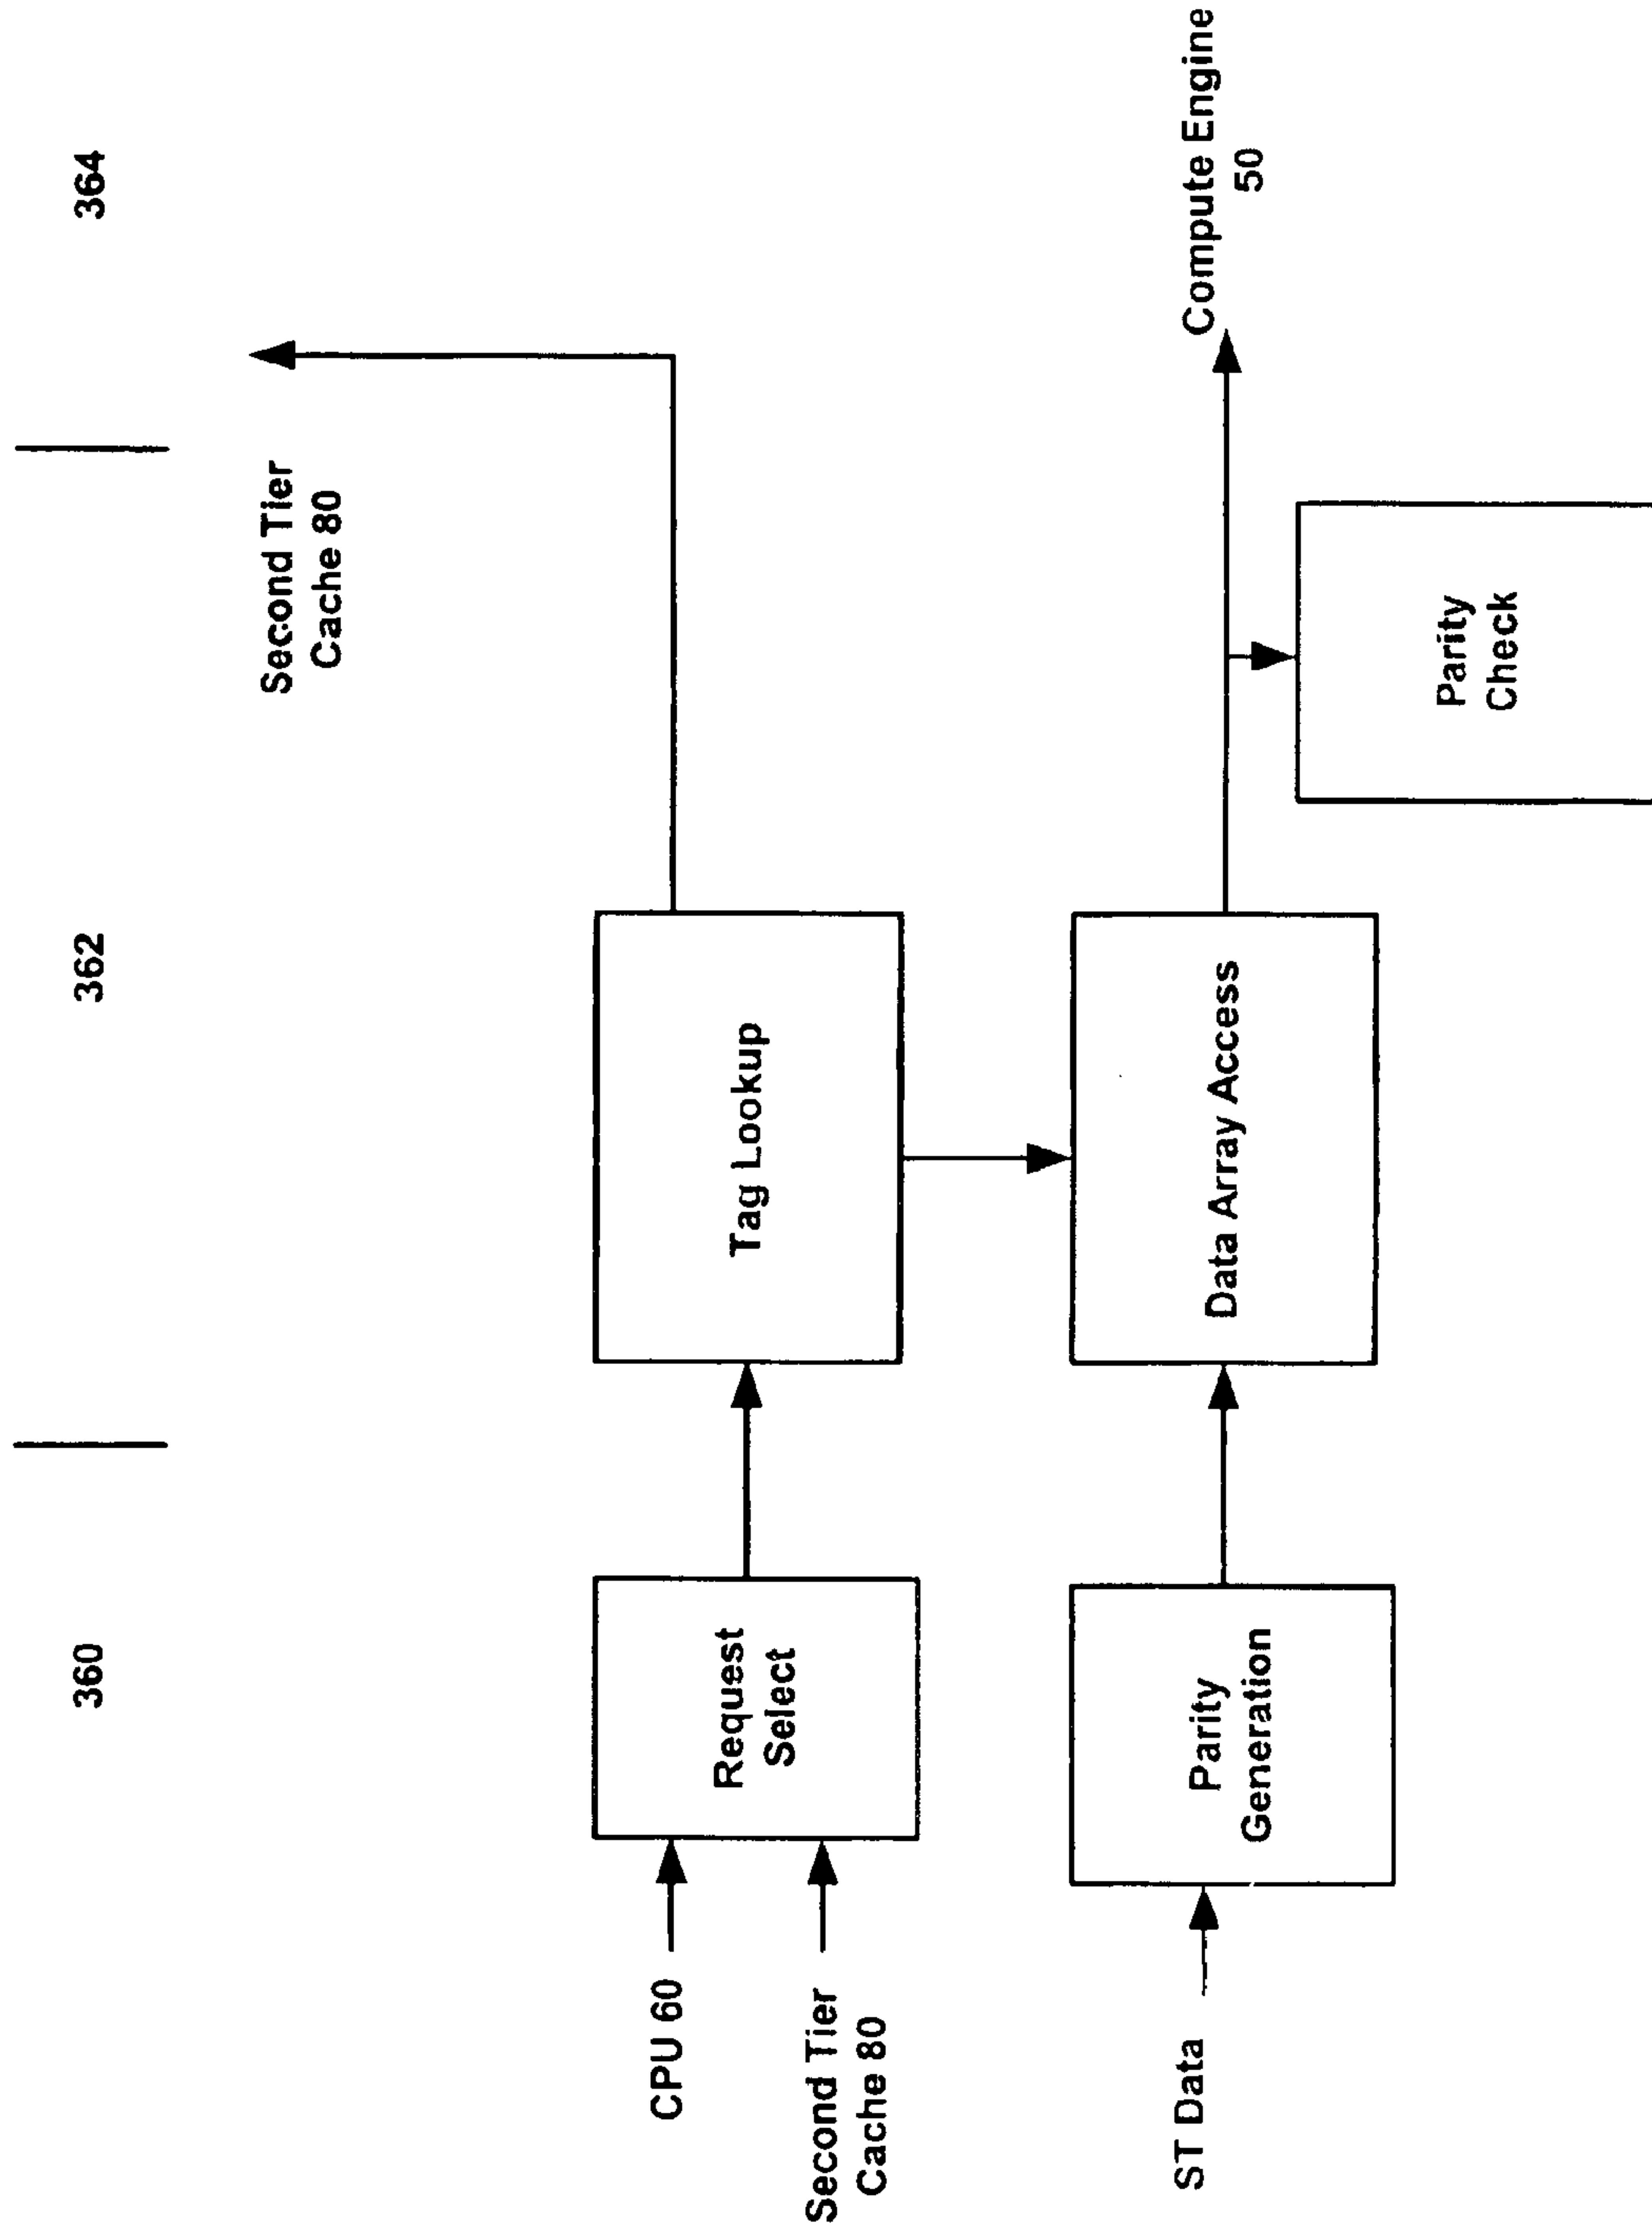 360
362
364
Second Tier
Cache 80
CPU 60
Second Tier
Cache 80
Request
Select
Tag Lookup
ST Data
Parity
Generation
Data Array Access
Parity
Check
Compute Engine
50